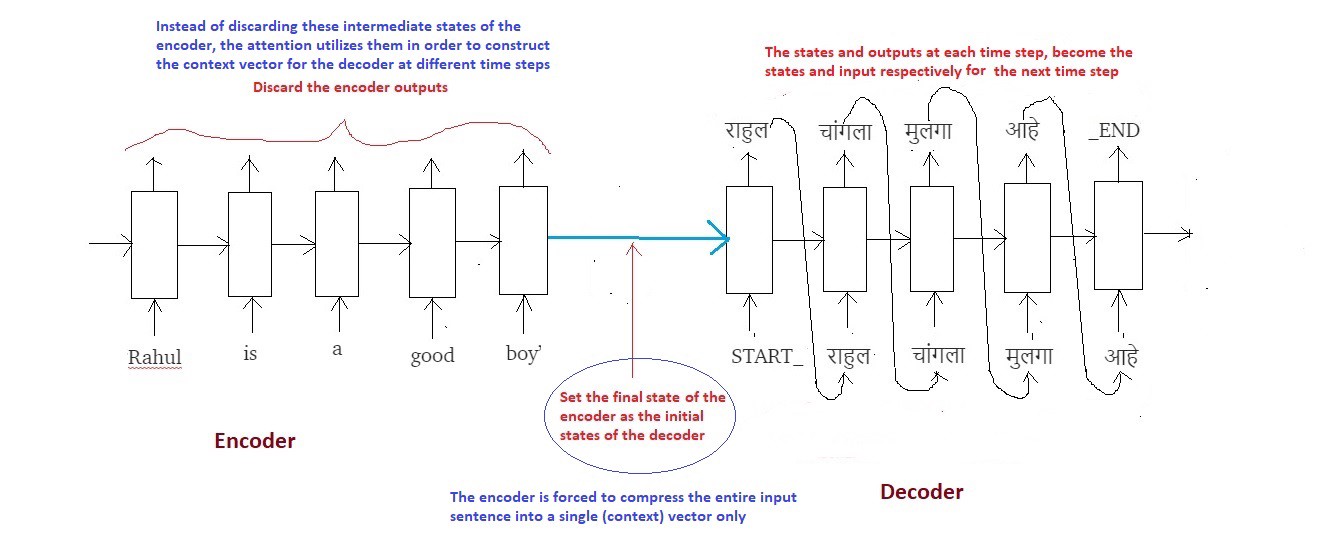 Instead of discarding these intermediate states of the
encoder, the attention utilizes them in order to construct
the context vector for the decoder at different time steps
Discard the encoder outputs
The states and outputs at each time step, become the
states and input respectively for the next time step
राहुल चांगला मुलगा आहे _END
Rahul is a good boy'
START_ राहुल चांगला मुलगा आहे
Set the final state of the
encoder as the initial
states of the decoder
Encoder
Decoder
The encoder is forced to compress the entire input
sentence into a single (context) vector only